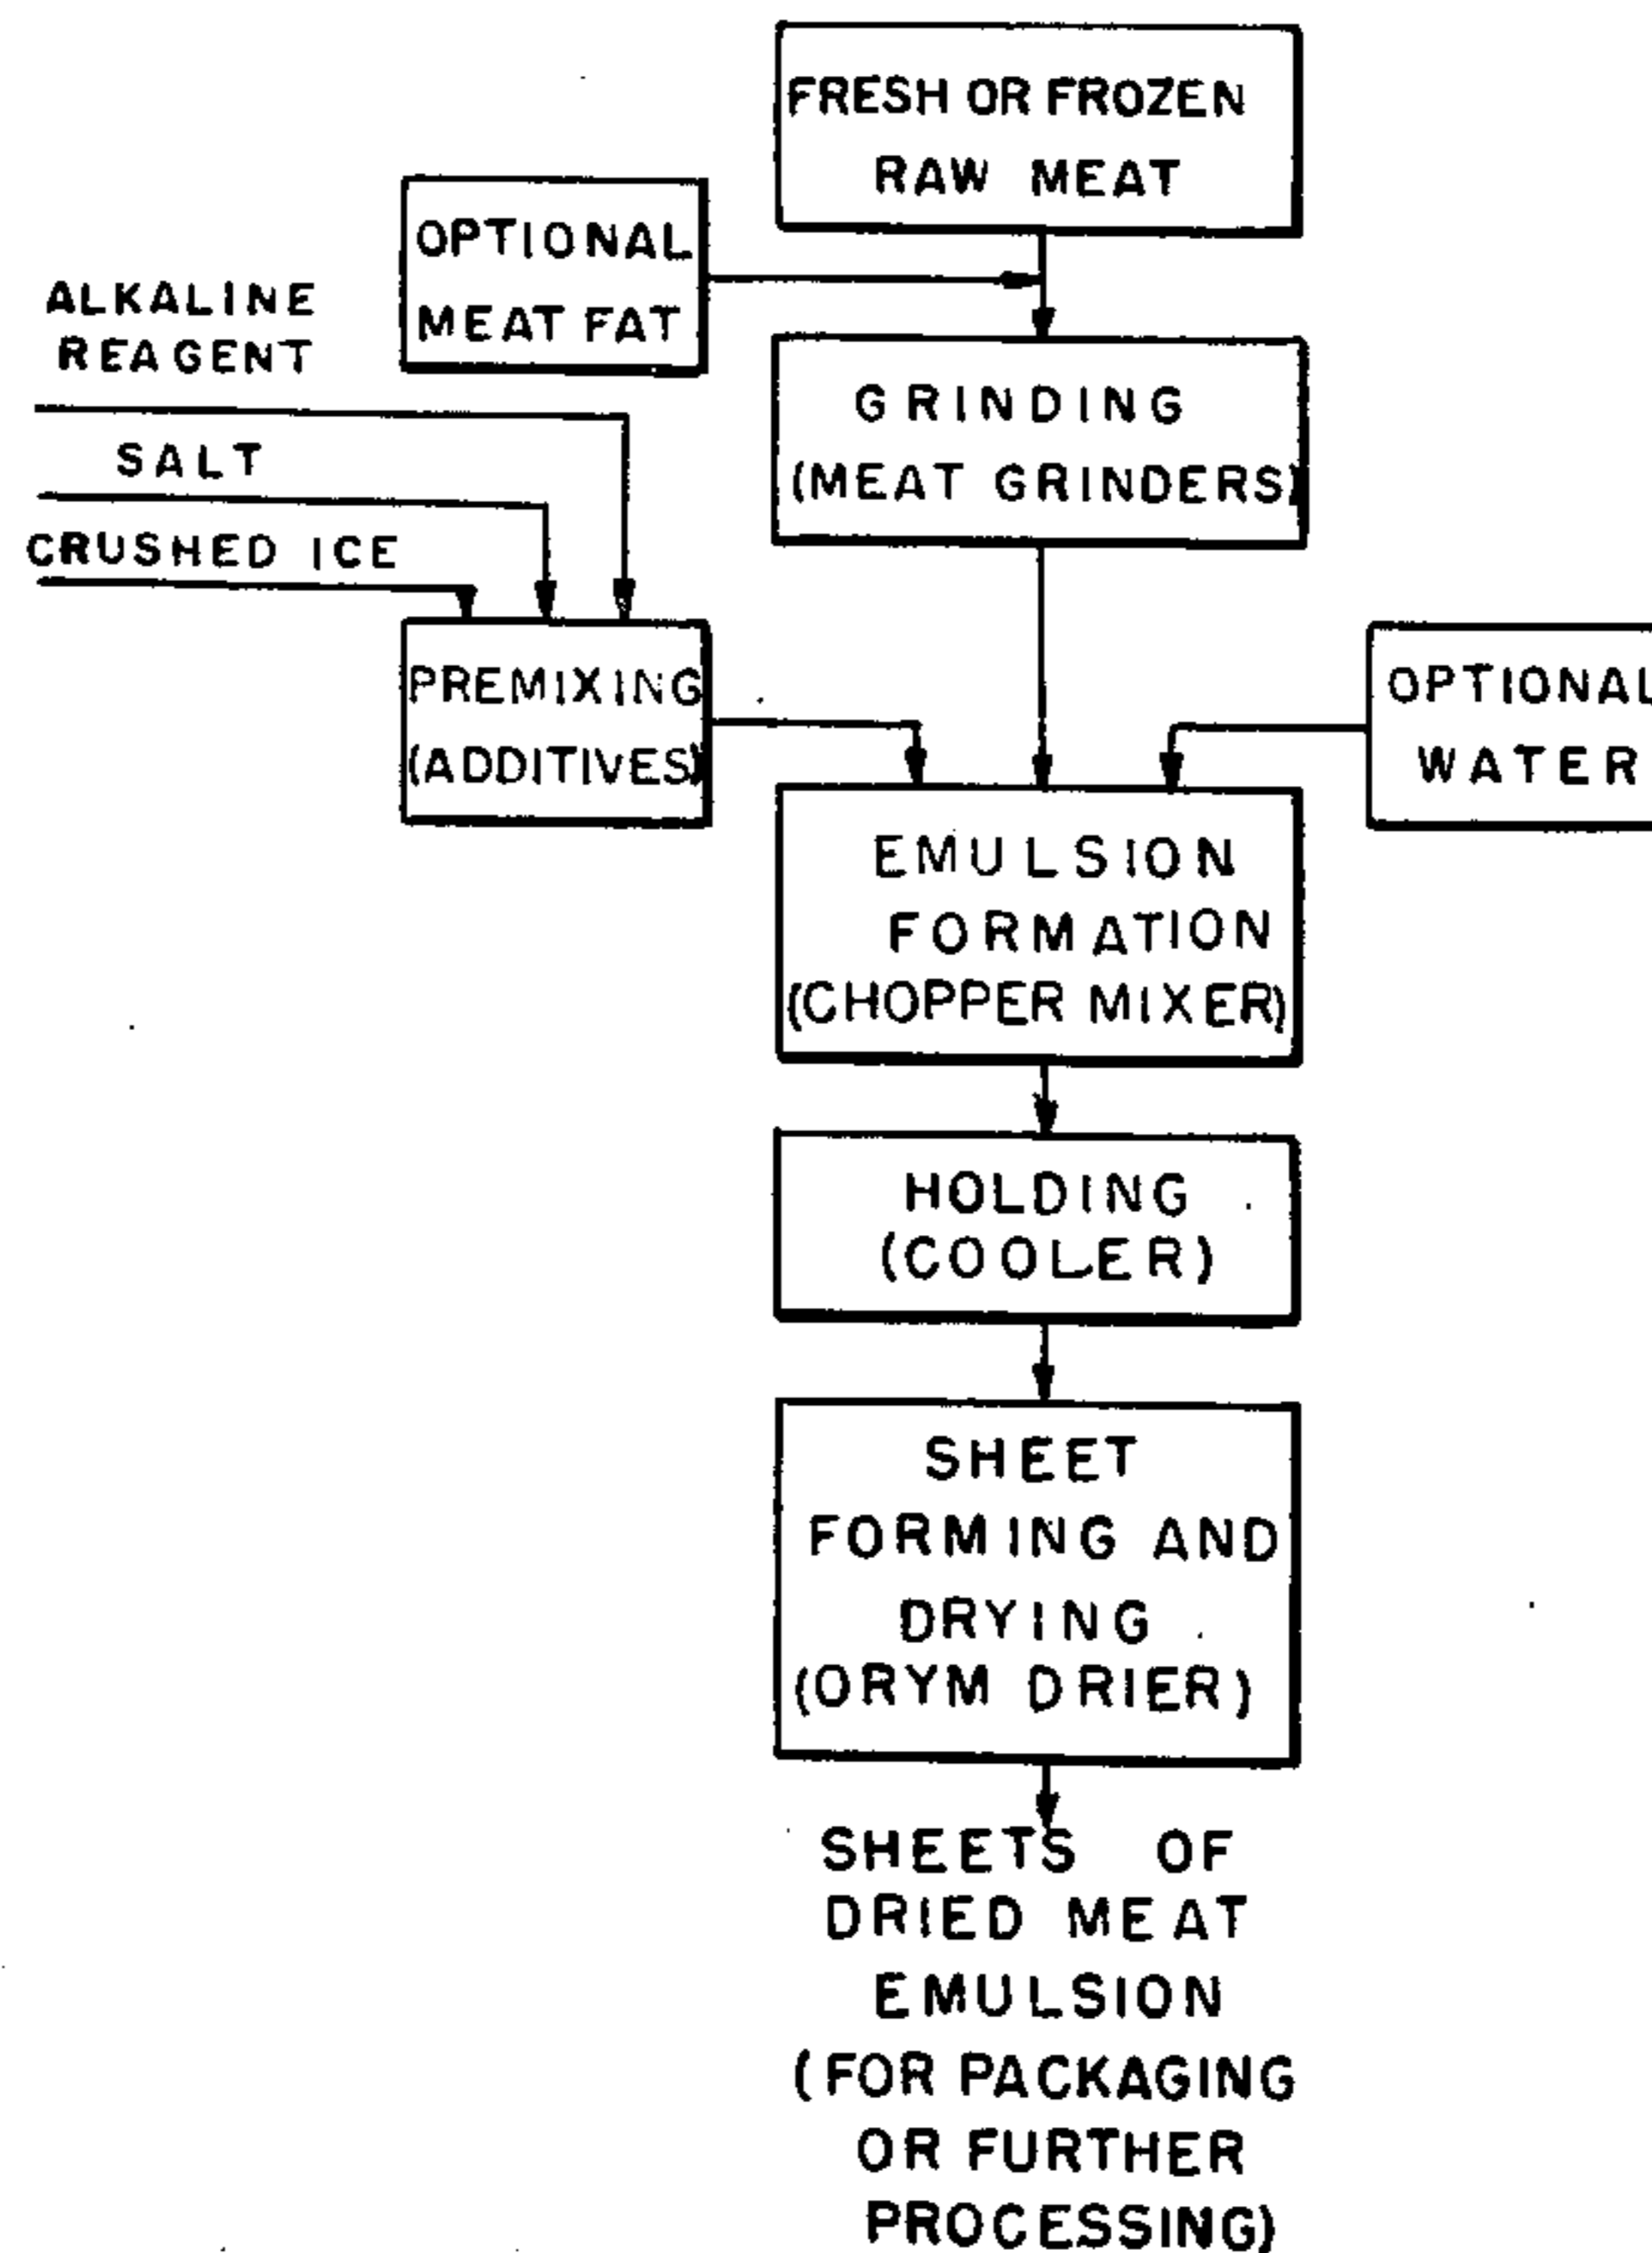 FRESH OR FROZEN
RAW MEAT
OPTIONAL
MEAT FAT
ALKALINE
REAGENT
SALT
CRUSHED ICE
GRINDING
(MEAT GRINDERS)
PREMIXING
(ADDITIVES)
OPTIONAL
WATER
EMULSION
FORMATION
(CHOPPER MIXER)
HOLDING
(COOLER)
SHEET
FORMING AND
DRYING
(ORYM DRIER)
SHEETS OF
DRIED MEAT
EMULSION
(FOR PACKAGING
OR FURTHER
PROCESSING)